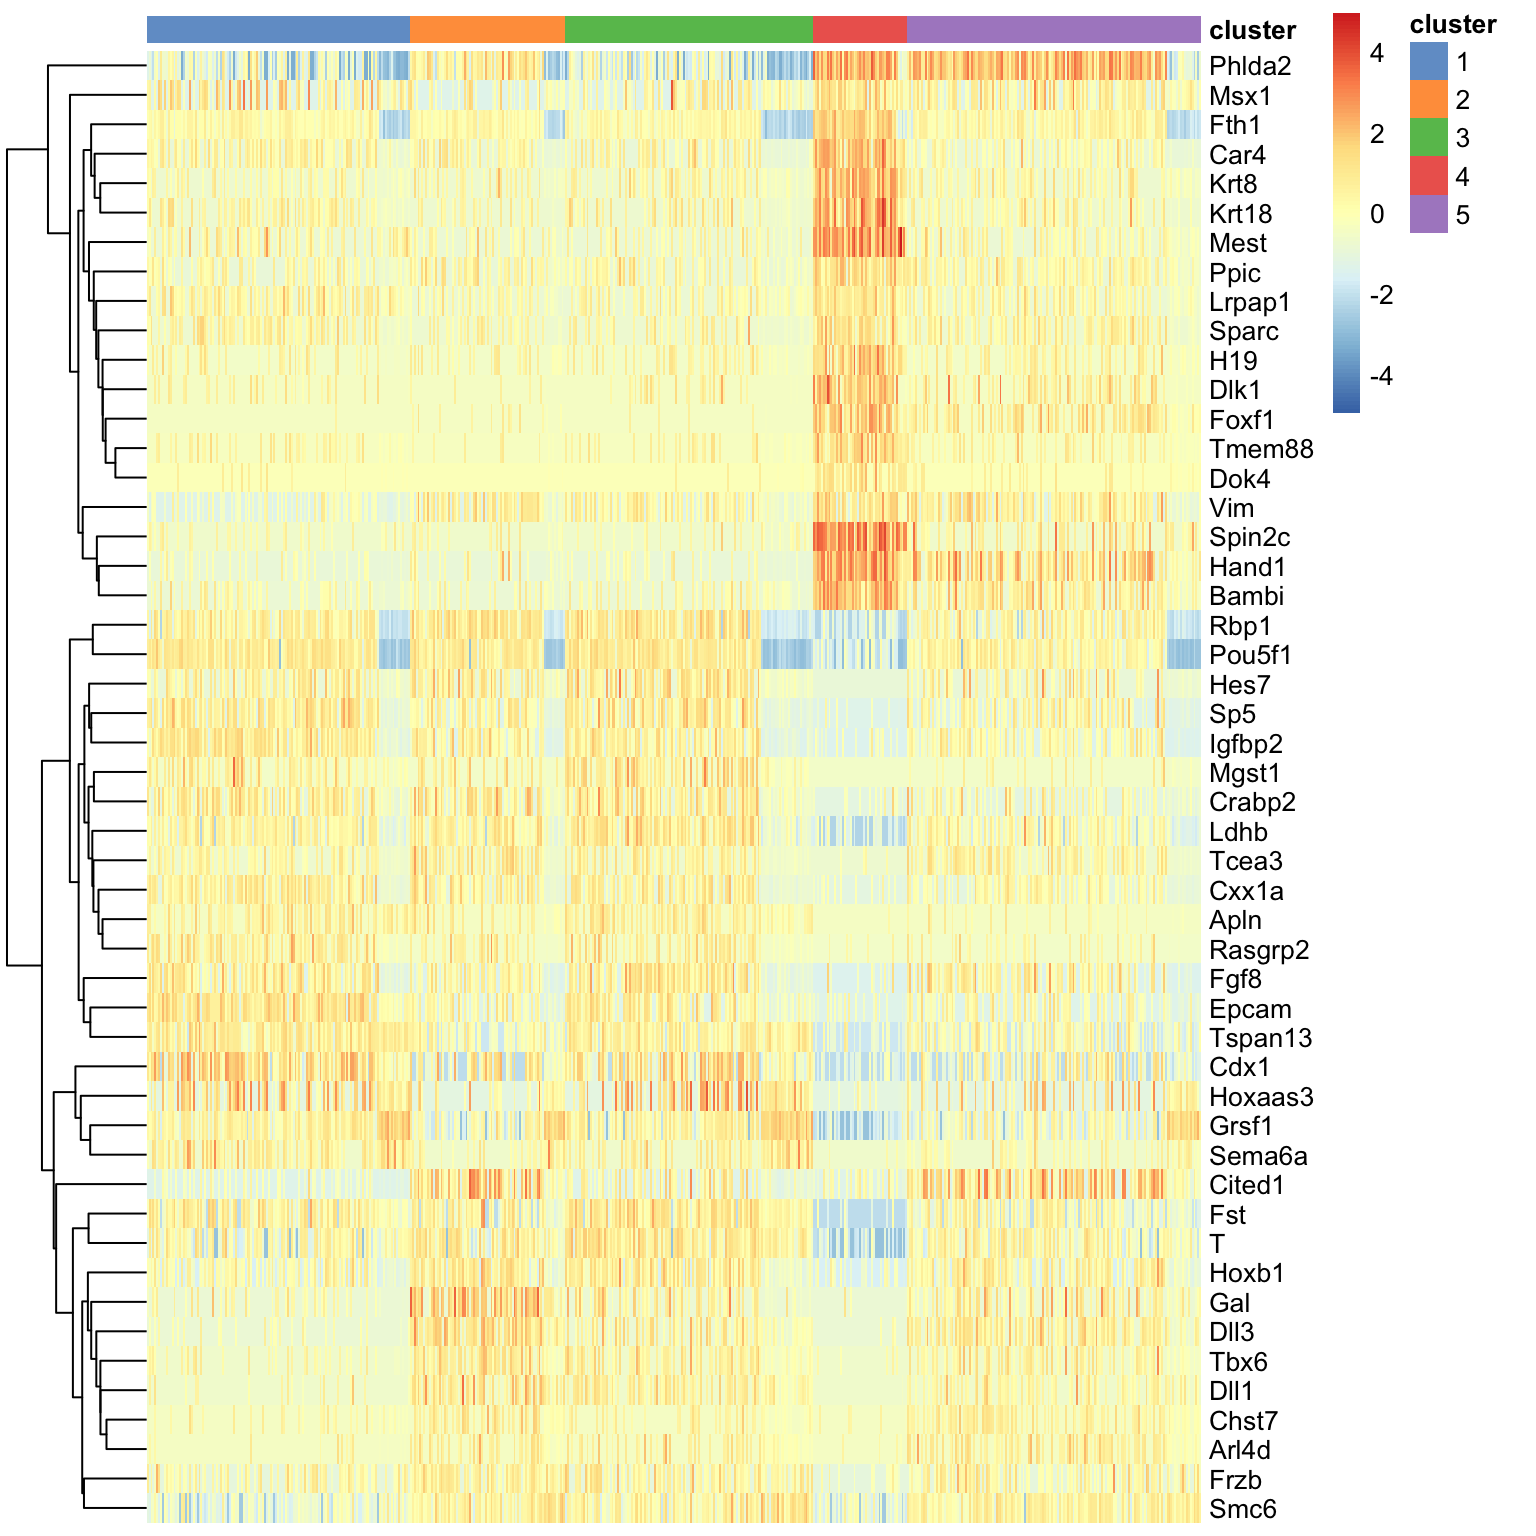 cluster
Phlda2
Msx1
Fth1
Car4
Krt8
Krt18
Mest
Ppic
Lrpap1
Sparc
H19
Dlk1
Foxf1
Tmem88
Dok4
Vim
Spin2c
Hand1
Bambi
Rbp1
Pou5f1
Hes7
Sp5
Igfbp2
Mgst1
Crabp2
Ldhb
Tcea3
Cxx1a
Apln
Rasgrp2
Fgf8
Epcam
Tspan13
Cdx1
Hoxaas3
Grsf1
Sema6a
Cited1
Fst
T
Hoxb1
Gal
Dll3
Tbx6
Dll1
Chst7
Arl4d
Frzb
Smc6
4
2
0
-2
-4
cluster
1
2
3
4
5